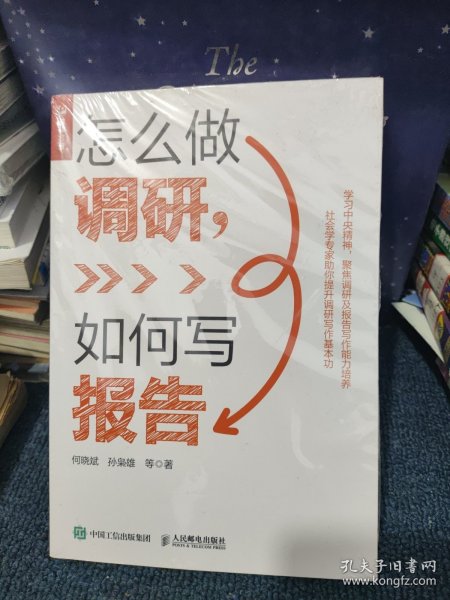 The
怎么做
调研，
如何写
报告
学习中央精神，聚焦调研及报告写作能力培养
社会学专家助你提升调研写作基本功
何晓斌 孙枭雄 等◎著
中国工信出版集团
人民邮电出版社
POSTS & TELECOM PRESS
孔夫子旧书网
www.kongfz.com